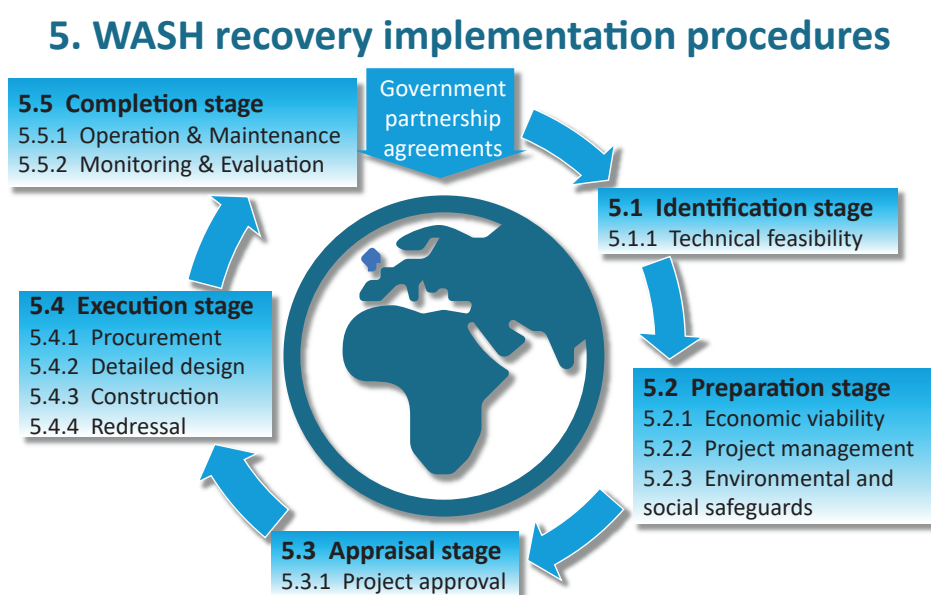 5. WASH recovery implementation procedures
Government
partnership
agreements
5.1 Identification stage
5.1.1 Technical feasibility
5.2 Preparation stage
5.2.1 Economic viability
5.2.2 Project management
5.2.3 Environmental and
social safeguards
5.3 Appraisal stage
5.3.1 Project approval
5.4 Execution stage
5.4.1 Procurement
5.4.2 Detailed design
5.4.3 Construction
5.4.4 Redressal
5.5 Completion stage
5.5.1 Operation & Maintenance
5.5.2 Monitoring & Evaluation